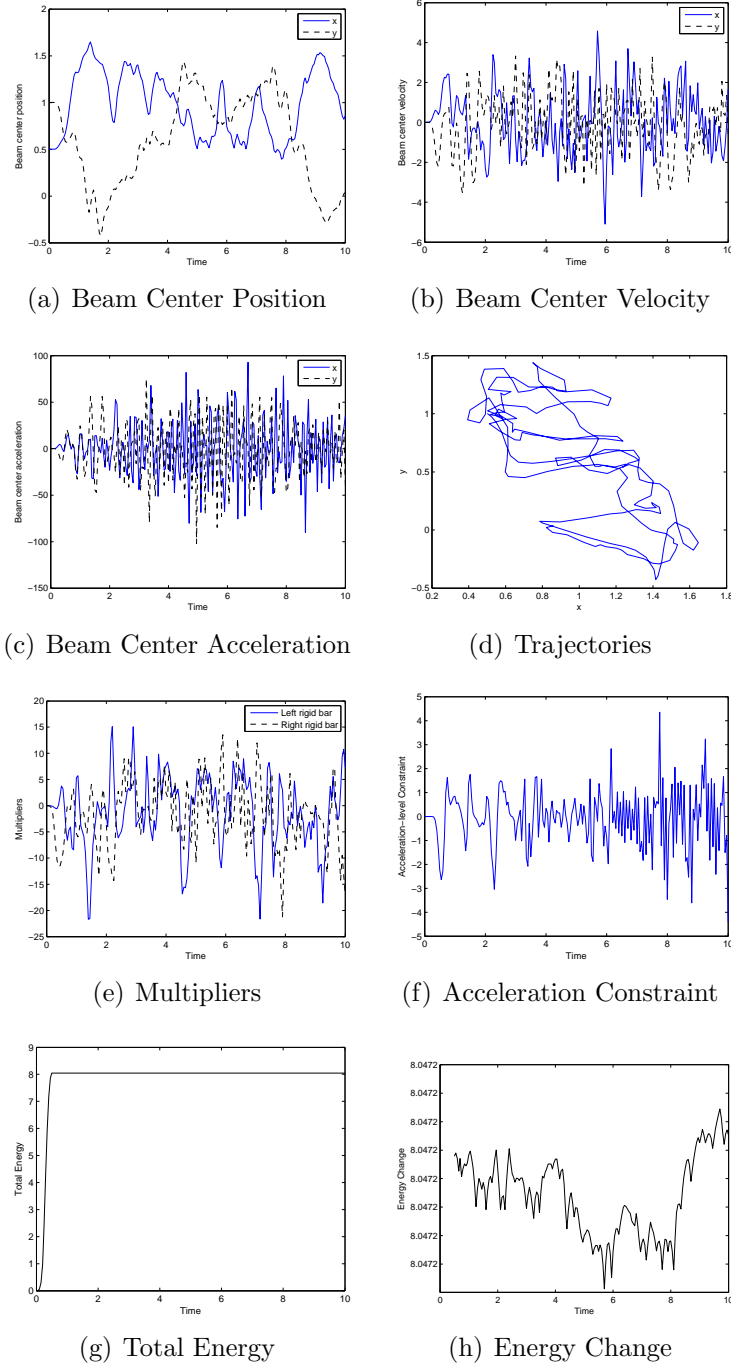 2
1.5
1
0.5
0
−0.5
0 2 4 6 8 10
Time
Beam center position
x
y
(a) Beam Center Position
6
4
2
0
−2
−4
−6
0 2 4 6 8 10
Time
Beam center velocity
x
y
(b) Beam Center Velocity
100
50
0
−50
−100
−150
0 2 4 6 8 10
Time
Beam center acceleration
x
y
(c) Beam Center Acceleration
1.5
1
0.5
0
−0.5
0.2 0.4 0.6 0.8 1 1.2 1.4 1.6 1.8
x
y
(d) Trajectories
20
15
10
5
0
−5
−10
−15
−20
−25
0 2 4 6 8 10
Time
Multipliers
Left rigid bar
Right rigid bar
(e) Multipliers
5
4
3
2
1
0
−1
−2
−3
−4
−5
0 2 4 6 8 10
Time
Acceleration−level Constraint
(f) Acceleration Constraint
9
8
7
6
5
4
3
2
1
0
0 2 4 6 8 10
Time
Total Energy
(g) Total Energy
8.0472
8.0472
8.0472
8.0472
8.0472
8.0472
8.0472
0 2 4 6 8 10
Time
Energy Change
(h) Energy Change